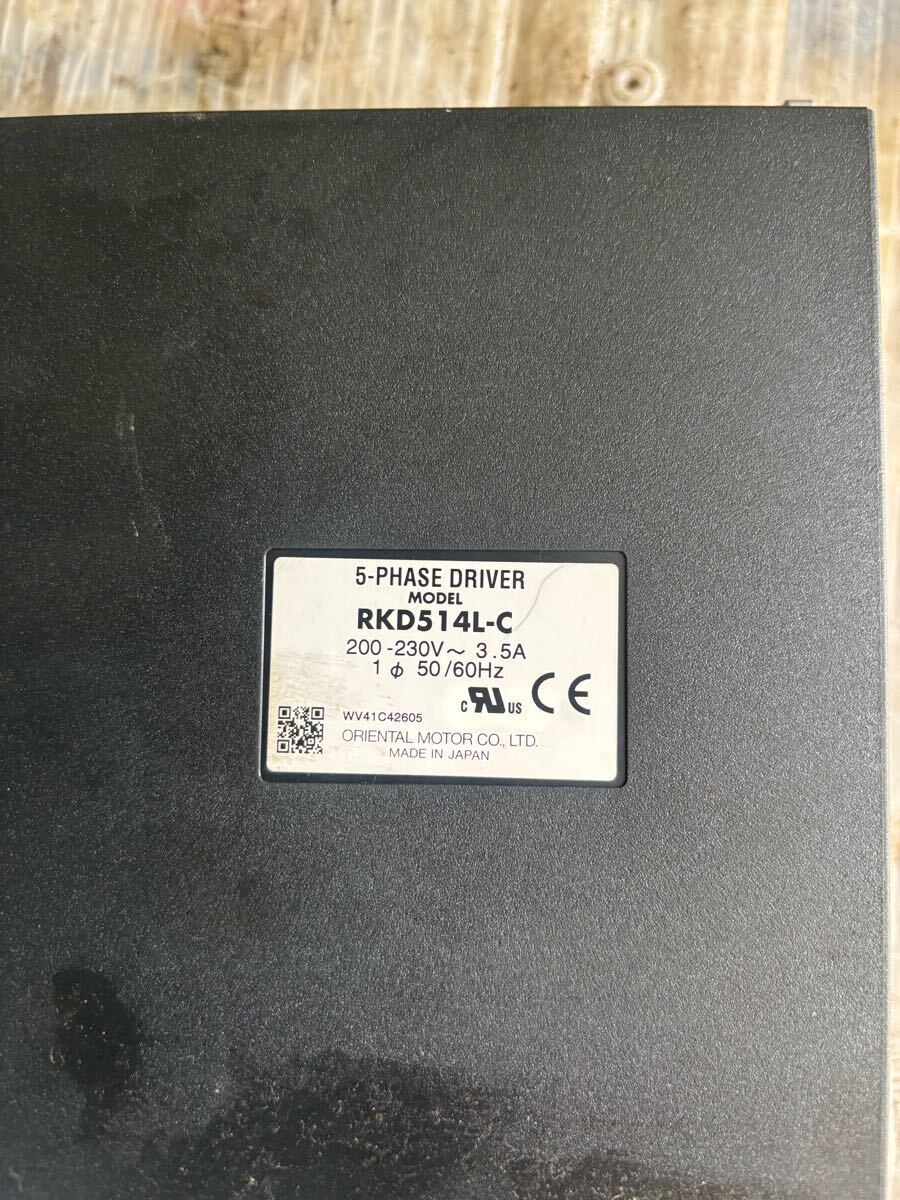 5-PHASE DRIVER
MODEL
RKD514L-C
200-230V～ 3.5A
1φ 50/60Hz
c RU US CE
WV41C42605
ORIENTAL MOTOR CO., LTD.
MADE IN JAPAN